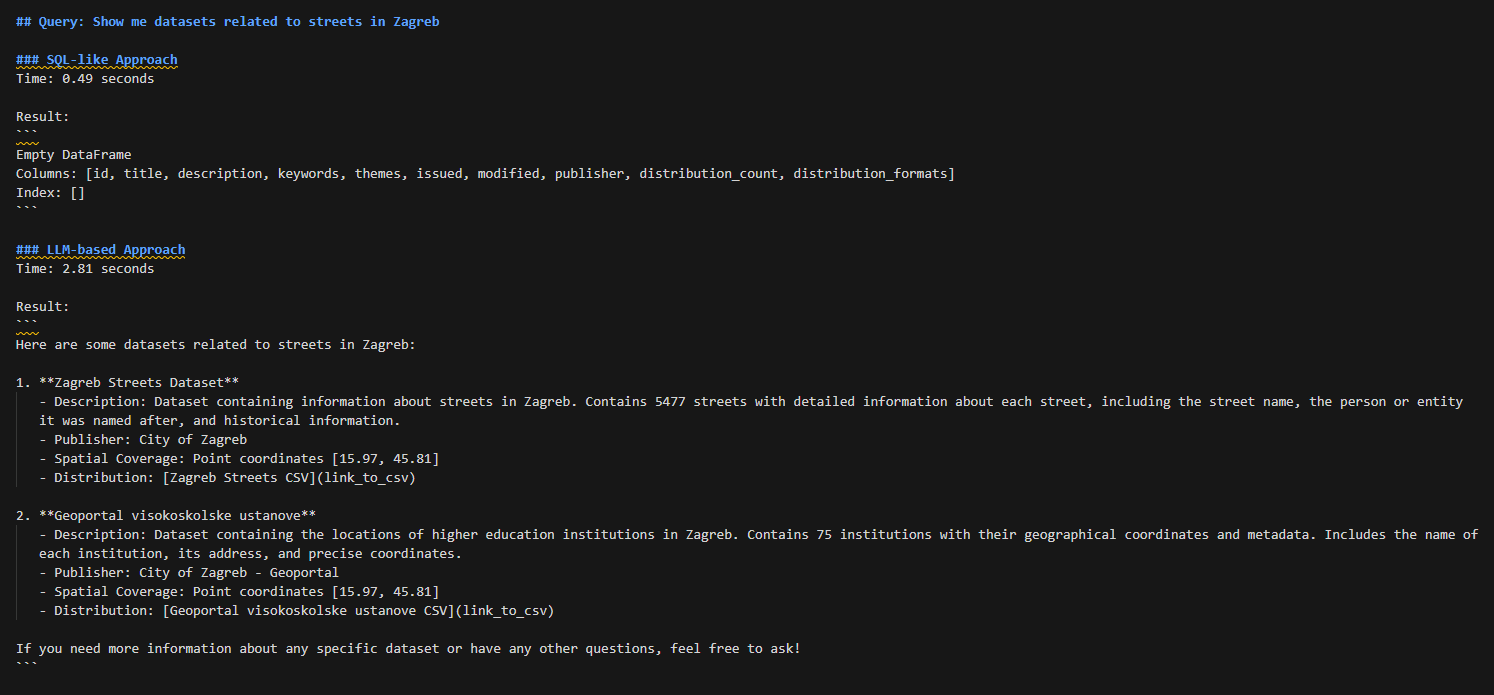 ## Query: Show me datasets related to streets in Zagreb
### SQL-like Approach
Time: 0.49 seconds
Result:
```
Empty DataFrame
Columns: [id, title, description, keywords, themes, issued, modified, publisher, distribution_count, distribution_formats]
Index: []
```
### LLM-based Approach
Time: 2.81 seconds
Result:
```
Here are some datasets related to streets in Zagreb:
1. **Zagreb Streets Dataset**
- Description: Dataset containing information about streets in Zagreb. Contains 5477 streets with detailed information about each street, including the street name, the person or entity
it was named after, and historical information.
- Publisher: City of Zagreb
- Spatial Coverage: Point coordinates [15.97, 45.81]
- Distribution: [Zagreb Streets CSV](link_to_csv)
2. **Geoportal visokoskolske ustanove**
- Description: Dataset containing the locations of higher education institutions in Zagreb. Contains 75 institutions with their geographical coordinates and metadata. Includes the name of
each institution, its address, and precise coordinates.
- Publisher: City of Zagreb - Geoportal
- Spatial Coverage: Point coordinates [15.97, 45.81]
- Distribution: [Geoportal visokoskolske ustanove CSV](link_to_csv)
If you need more information about any specific dataset or have any other questions, feel free to ask!
```